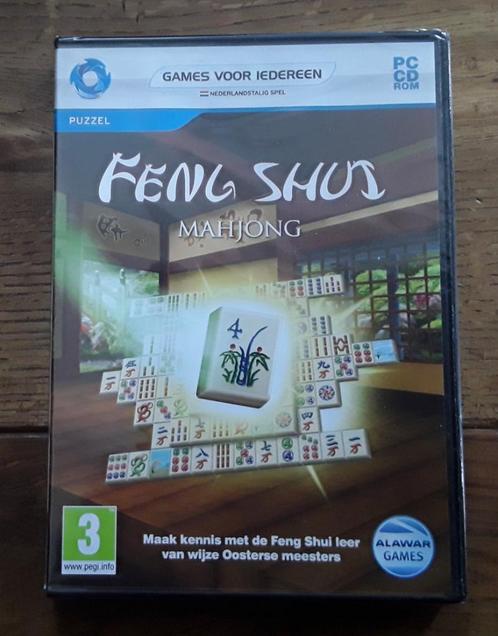 GAMES VOOR IEDEREEN
NEDERLANDSTALIG SPEL
PC
CD
ROM
PUZZEL
FENG SHUI
MAHJONG
4
3
www.pegi.info
Maak kennis met de Feng Shui leer
van wijze Oosterse meesters
ALAWAR
GAMES